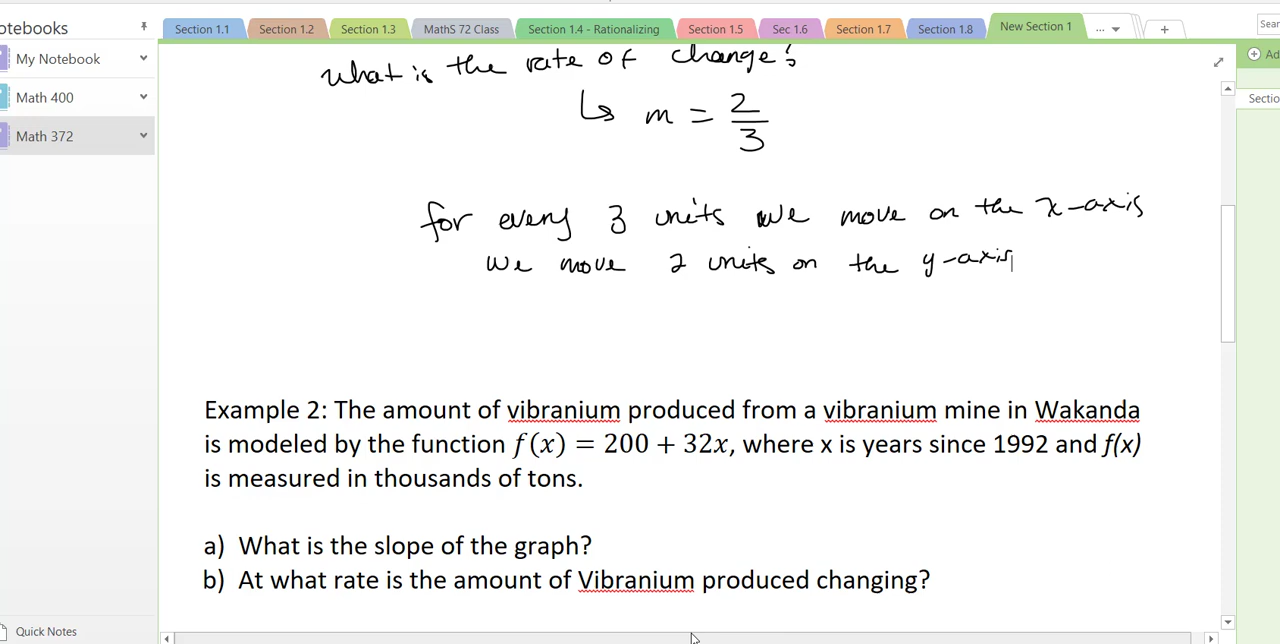 otebooks
Section 1.1
Section 1.2
Section 1.3
MathS 72 Class
Section 1.4 - Rationalizing
Section 1.5
Sec 1.6
Section 1.7
Section 1.8
New Section 1
...
+
Sear
My Notebook
Math 400
Math 372
Ad
Sectio
what is the rate of change?
↳ m = 2/3
for every 3 units we move on the x-axis
we move 2 units on the y-axis
Example 2: The amount of vibranium produced from a vibranium mine in Wakanda
is modeled by the function f(x) = 200 + 32x, where x is years since 1992 and f(x)
is measured in thousands of tons.
a) What is the slope of the graph?
b) At what rate is the amount of Vibranium produced changing?
Quick Notes